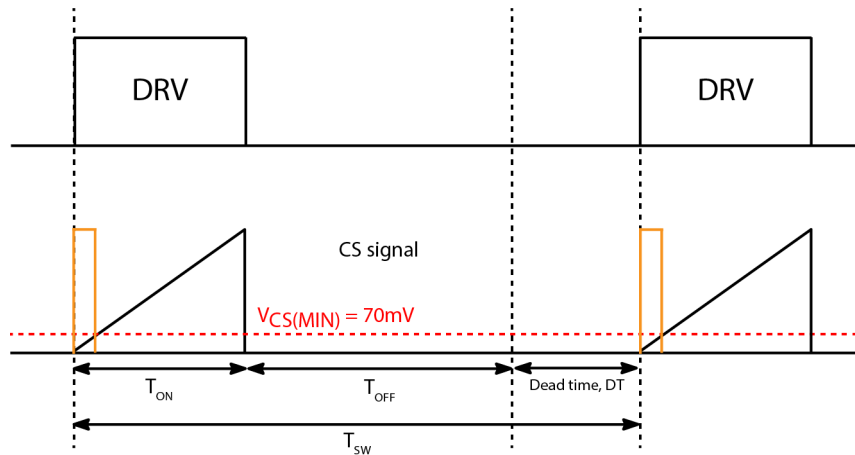 DRV
DRV
CS signal
VCS(MIN) = 70mV
TON
TOFF
Dead time, DT
TSW